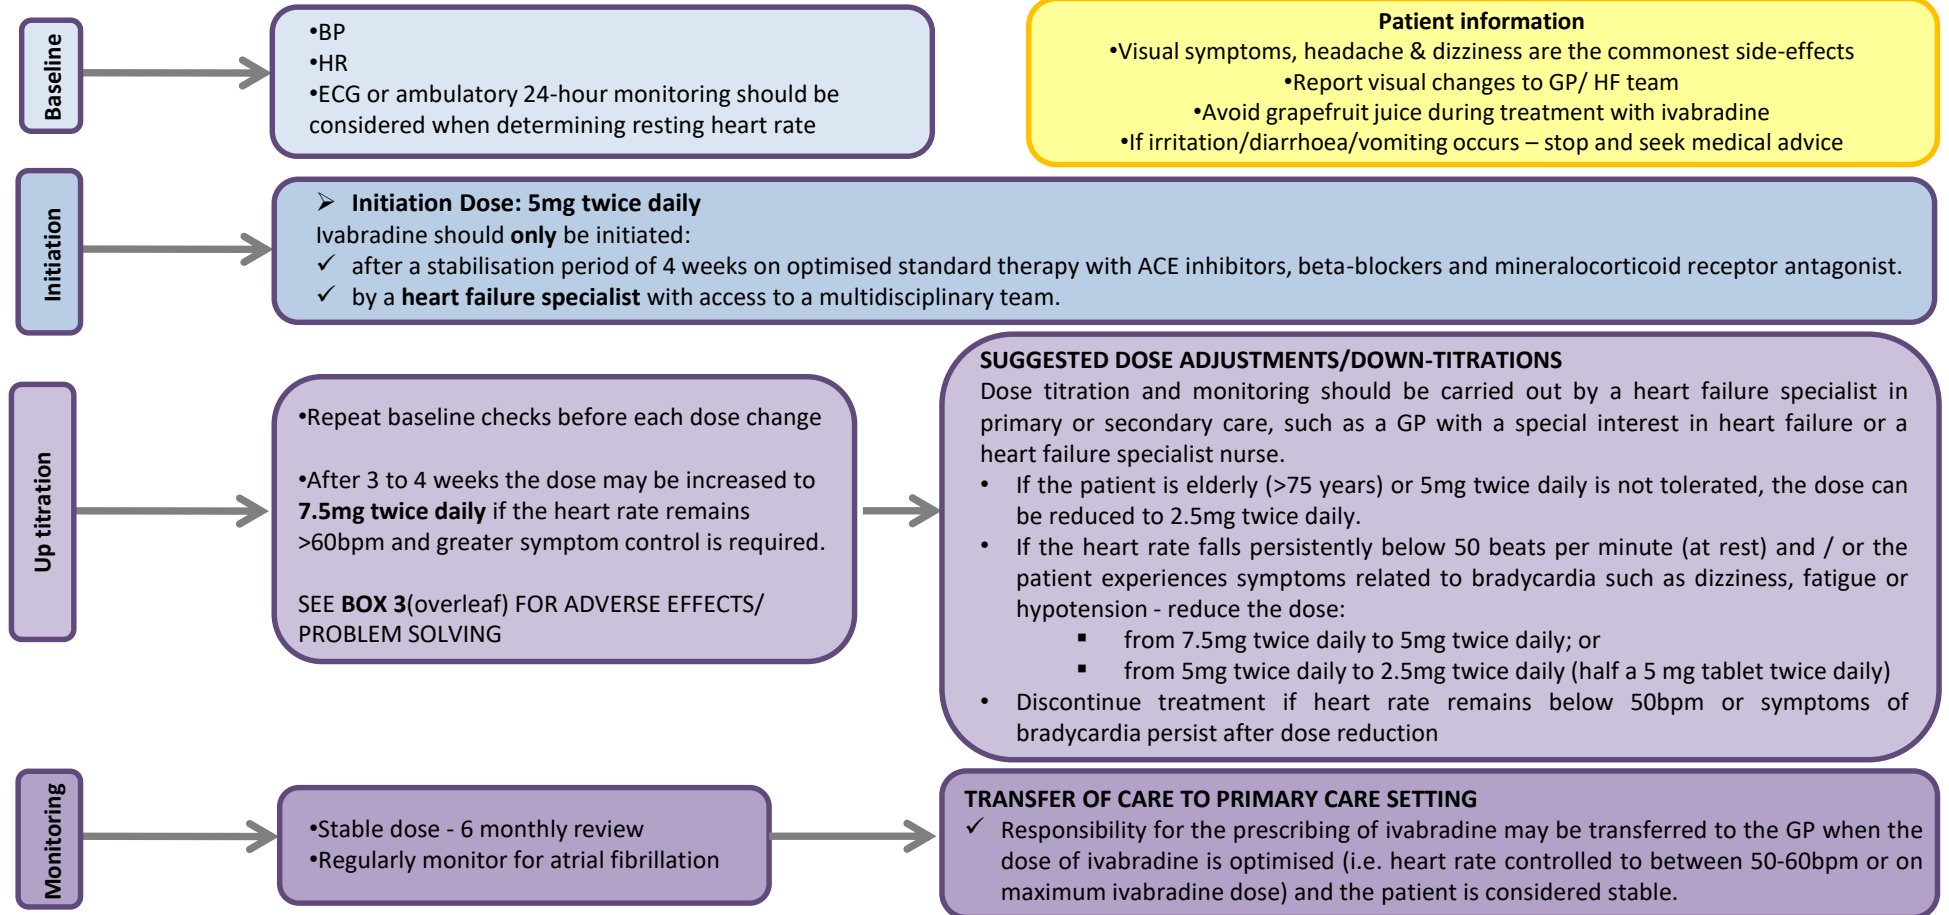 Baseline
•BP
•HR
•ECG or ambulatory 24-hour monitoring should be
considered when determining resting heart rate
Patient information
•Visual symptoms, headache & dizziness are the commonest side-effects
•Report visual changes to GP/ HF team
•Avoid grapefruit juice during treatment with ivabradine
•If irritation/diarrhoea/vomiting occurs – stop and seek medical advice
Initiation
➢ Initiation Dose: 5mg twice daily
Ivabradine should only be initiated:
✓ after a stabilisation period of 4 weeks on optimised standard therapy with ACE inhibitors, beta-blockers and mineralocorticoid receptor antagonist.
✓ by a heart failure specialist with access to a multidisciplinary team.
Up titration
•Repeat baseline checks before each dose change
•After 3 to 4 weeks the dose may be increased to
7.5mg twice daily if the heart rate remains
>60bpm and greater symptom control is required.
SEE BOX 3(overleaf) FOR ADVERSE EFFECTS/
PROBLEM SOLVING
SUGGESTED DOSE ADJUSTMENTS/DOWN-TITRATIONS
Dose titration and monitoring should be carried out by a heart failure specialist in
primary or secondary care, such as a GP with a special interest in heart failure or a
heart failure specialist nurse.
• If the patient is elderly (>75 years) or 5mg twice daily is not tolerated, the dose can
be reduced to 2.5mg twice daily.
• If the heart rate falls persistently below 50 beats per minute (at rest) and / or the
patient experiences symptoms related to bradycardia such as dizziness, fatigue or
hypotension - reduce the dose:
▪ from 7.5mg twice daily to 5mg twice daily; or
▪ from 5mg twice daily to 2.5mg twice daily (half a 5 mg tablet twice daily)
• Discontinue treatment if heart rate remains below 50bpm or symptoms of
bradycardia persist after dose reduction
Monitoring
•Stable dose - 6 monthly review
•Regularly monitor for atrial fibrillation
TRANSFER OF CARE TO PRIMARY CARE SETTING
✓ Responsibility for the prescribing of ivabradine may be transferred to the GP when the
dose of ivabradine is optimised (i.e. heart rate controlled to between 50-60bpm or on
maximum ivabradine dose) and the patient is considered stable.